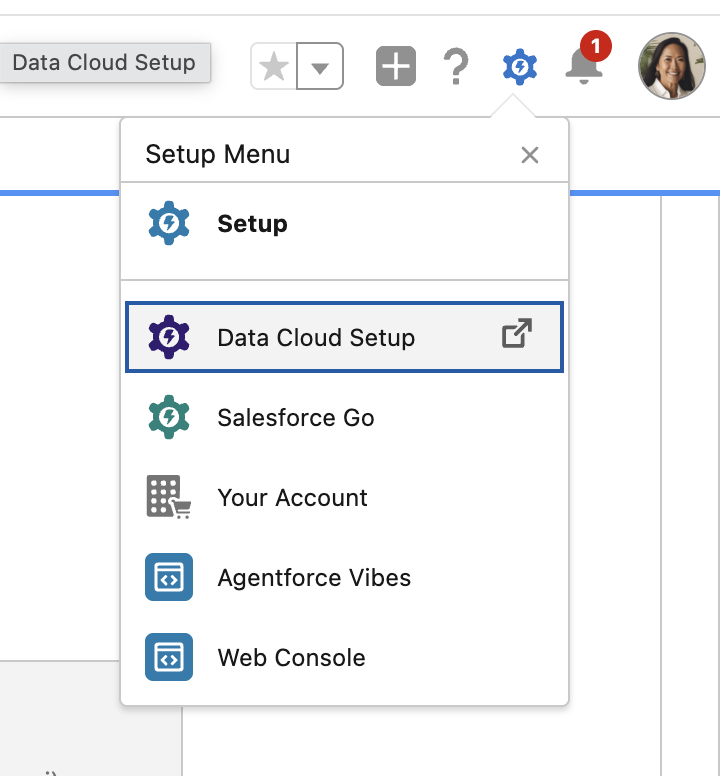 Data Cloud Setup
1
Setup Menu
Setup
Data Cloud Setup
Salesforce Go
Your Account
Agentforce Vibes
Web Console